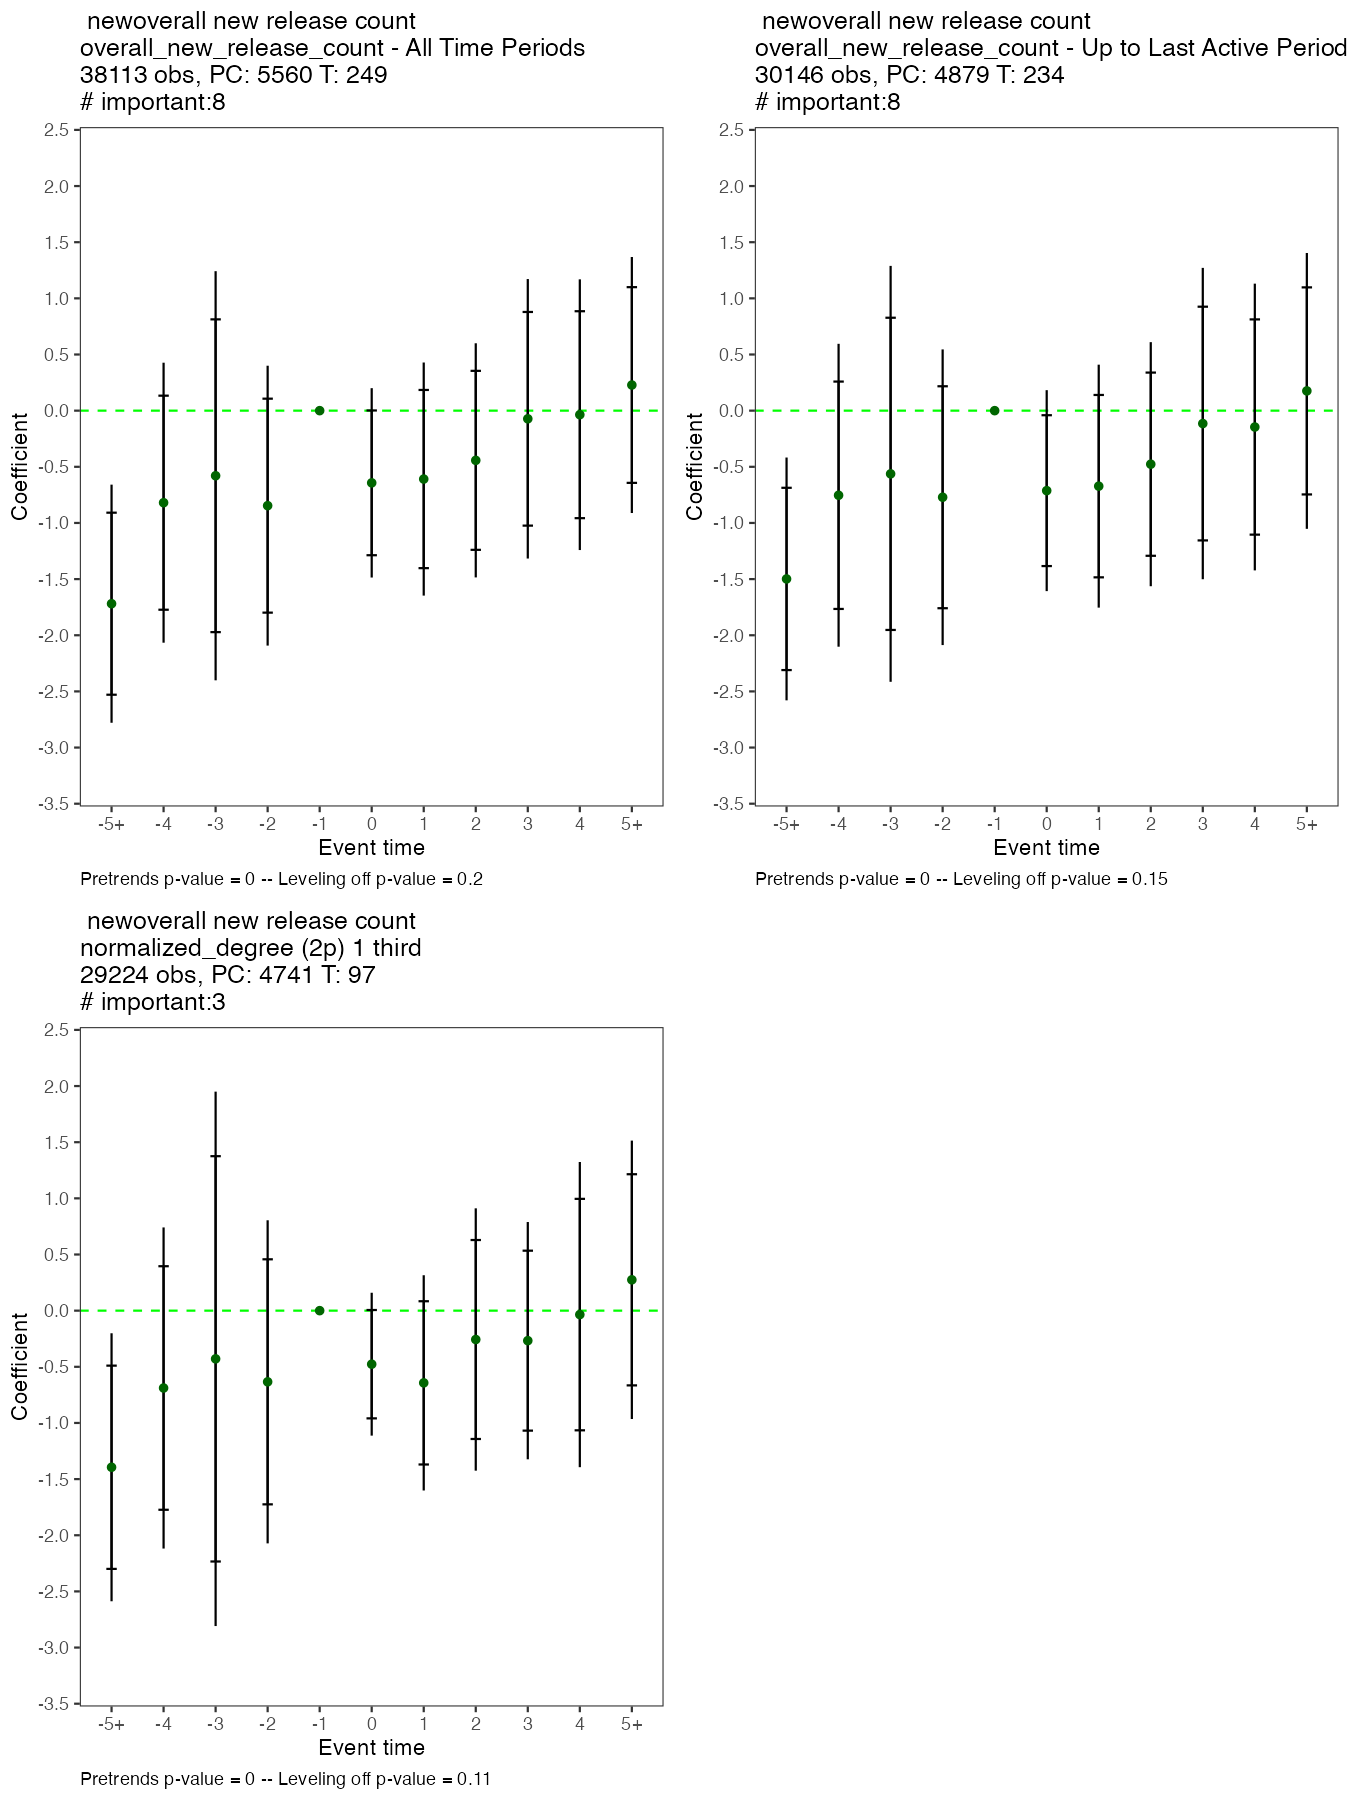 newoverall new release count
overall_new_release_count - All Time Periods
38113 obs, PC: 5560 T: 249
# important:8
2.5
2.0
1.5
1.0
0.5
0.0
-0.5
-1.0
-1.5
-2.0
-2.5
-3.0
-3.5
Coefficient
-5+ -4 -3 -2 -1 0 1 2 3 4 5+
Event time
Pretrends p-value = 0 -- Leveling off p-value = 0.2
newoverall new release count
overall_new_release_count - Up to Last Active Period
30146 obs, PC: 4879 T: 234
# important:8
2.5
2.0
1.5
1.0
0.5
0.0
-0.5
-1.0
-1.5
-2.0
-2.5
-3.0
-3.5
Coefficient
-5+ -4 -3 -2 -1 0 1 2 3 4 5+
Event time
Pretrends p-value = 0 -- Leveling off p-value = 0.15
newoverall new release count
normalized_degree (2p) 1 third
29224 obs, PC: 4741 T: 97
# important:3
2.5
2.0
1.5
1.0
0.5
0.0
-0.5
-1.0
-1.5
-2.0
-2.5
-3.0
-3.5
Coefficient
-5+ -4 -3 -2 -1 0 1 2 3 4 5+
Event time
Pretrends p-value = 0 -- Leveling off p-value = 0.11